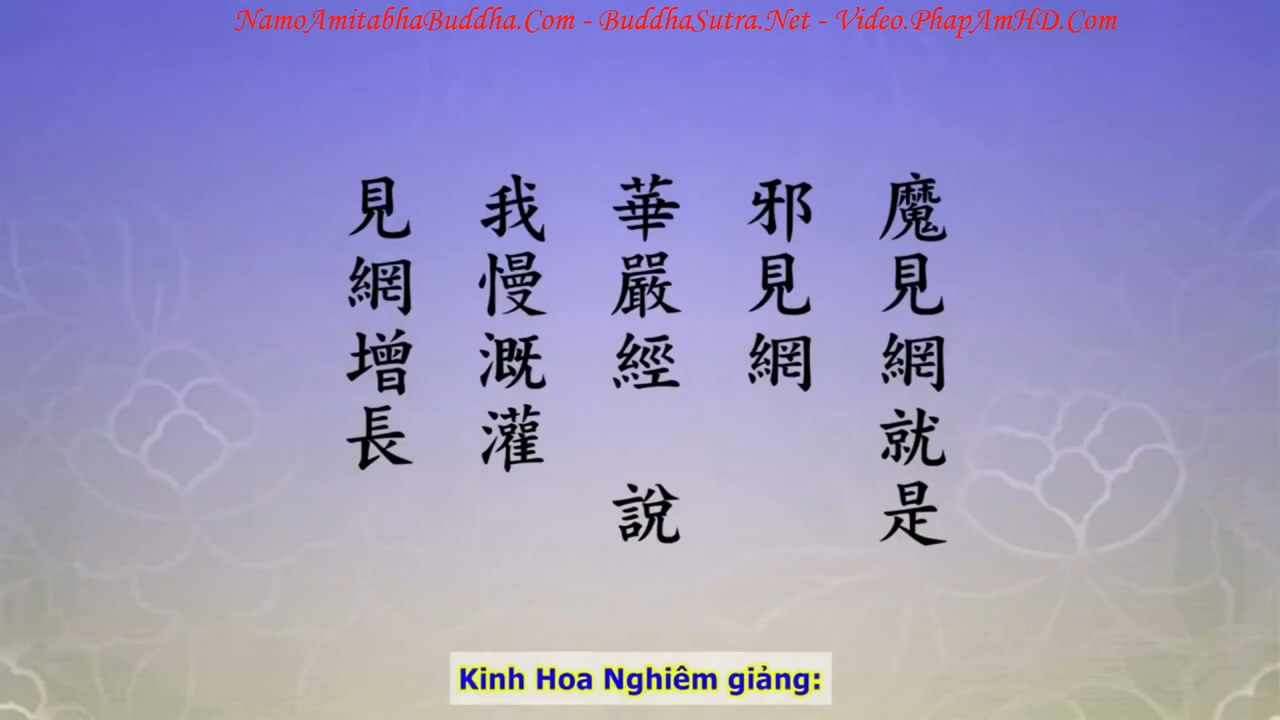 NamoAmitabhaBuddha.Com - BuddhaSutra.Net - Video.PhapAmHD.Com
魔見網就是
邪見網
華嚴經 說
我慢溉灌
見網增長
Kinh Hoa Nghiêm giảng: